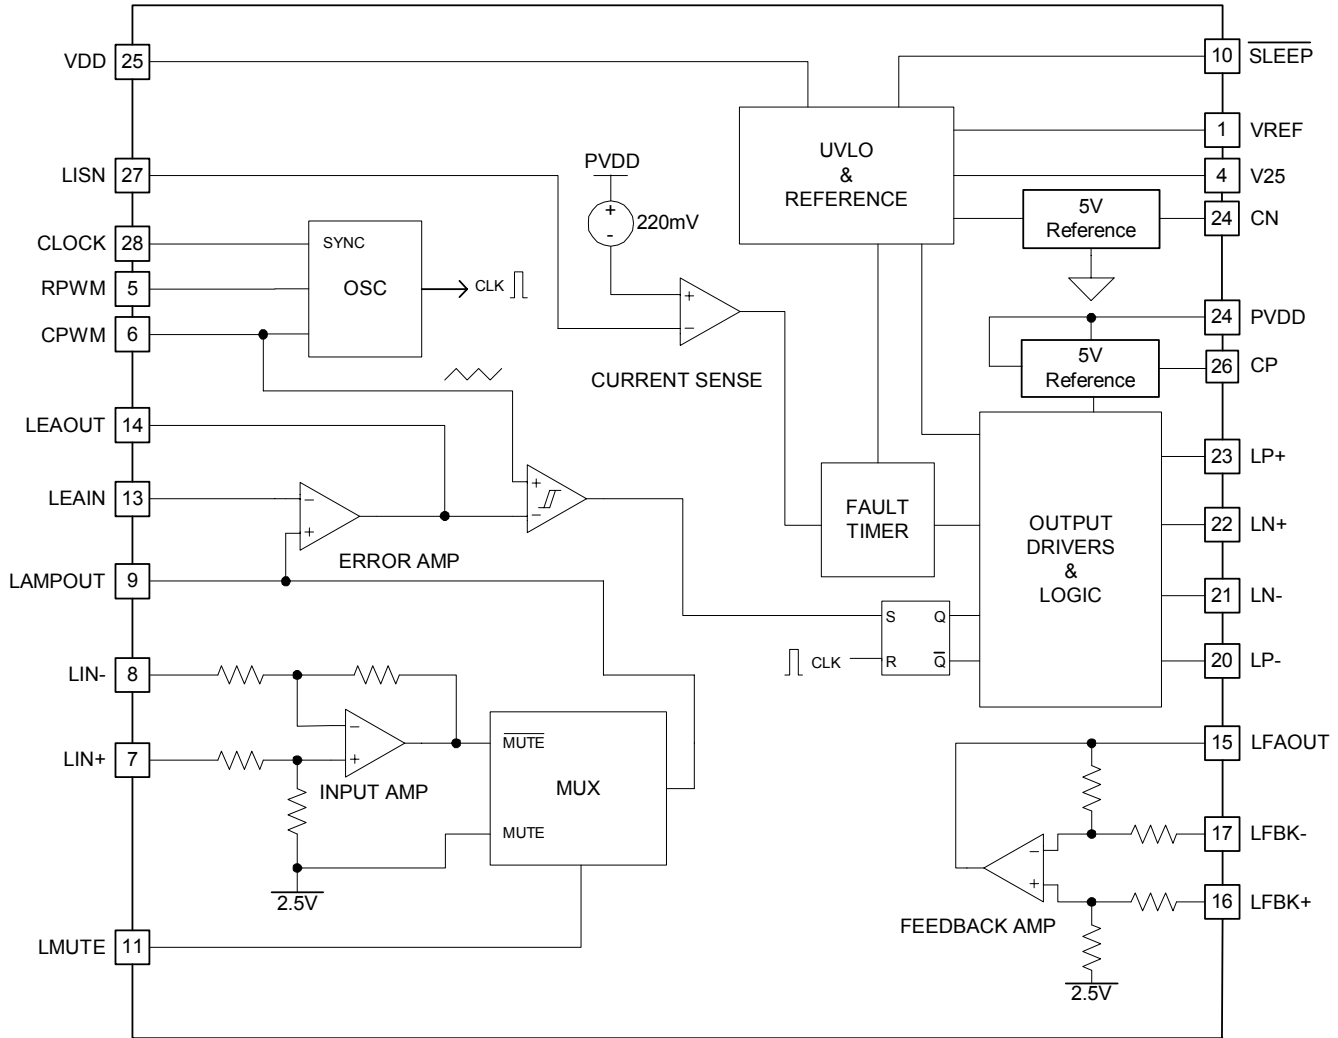 VDD 25
10 SLEEP
1 VREF
LISN 27
UVLO
&
REFERENCE
PVDD
+
-
220mV
4 V25
5V
Reference
24 CN
CLOCK 28
SYNC
OSC
CLK
RPWM 5
CPWM 6
+
−
CURRENT SENSE
24 PVDD
5V
Reference
26 CP
LEAOUT 14
LEAIN 13
−
+
ERROR AMP
+
−
FAULT
TIMER
OUTPUT
DRIVERS
&
LOGIC
23 LP+
22 LN+
21 LN-
20 LP-
LAMPOUT 9
S Q
R Q
CLK
LIN- 8
LIN+ 7
−
+
INPUT AMP
2.5V
MUTE
MUX
MUTE
LMUTE 11
15 LFAOUT
17 LFBK-
16 LFBK+
−
+
FEEDBACK AMP
2.5V